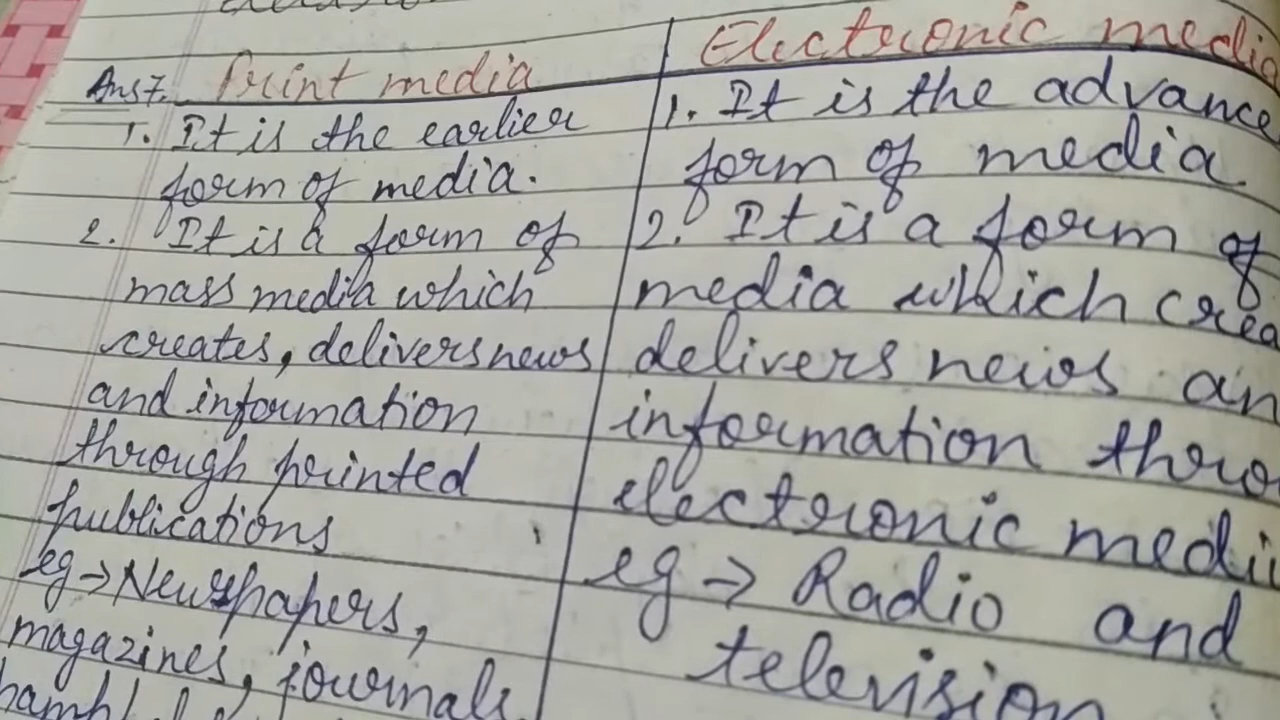 Ans7. Print media
1. It is the earlier
form of media.
2. It is a form of
mass media which
creates, delivers news
and information
through printed
publications
eg → Newspapers,
magazines, journals
Electronic media
1. It is the advance
form of media
2. It is a form of
media which crea
delivers news an
information thro
electronic medi
eg → Radio and
television